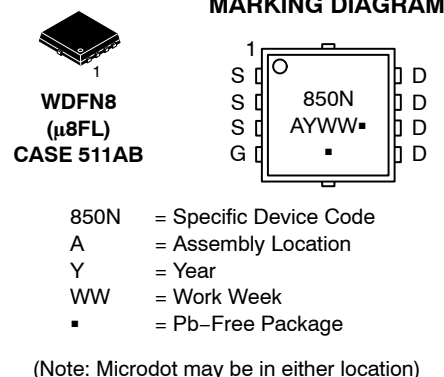 MARKING DIAGRAM
1
WDFN8
(μ8FL)
CASE 511AB
1
S D
S 850N D
S AYWW▪ D
G ▪ D
850N = Specific Device Code
A = Assembly Location
Y = Year
WW = Work Week
▪ = Pb−Free Package
(Note: Microdot may be in either location)